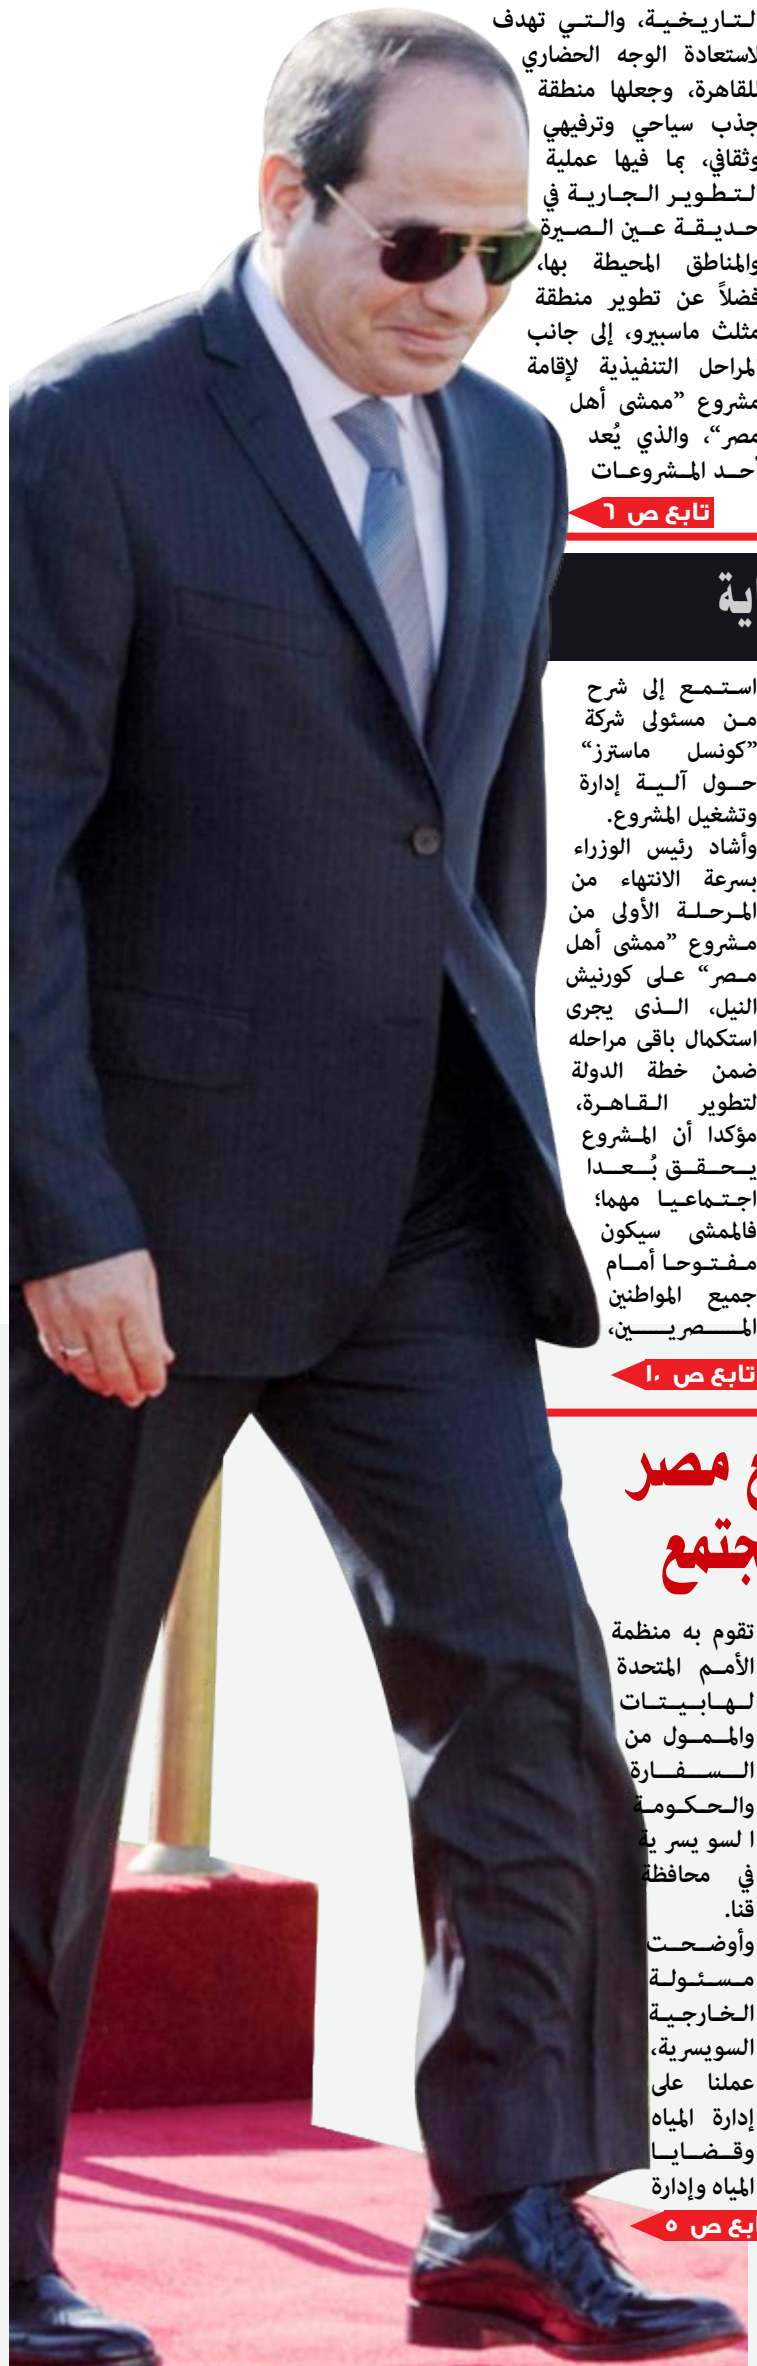 لتاريخية، والتي تهدف
لاستعادة الوجه الحضاري
للقاهرة، وجعلها منطقة
جذب سياحي وترفيهي
وثقافي، بما فيها عملية
لتطوير الجارية في
حديقة عين الصيرة
والمناطق المحيطة بها،
فضلاً عن تطوير منطقة
مثلث ماسبيرو، إلى جانب
لمراحل التنفيذية لإقامة
مشروع ”ممشى أهل
مصر“، والذي يُعد
أحد المشروعات
تابع ص ٦
اية
استمع إلى شرح
من مسئولى شركة
”كونسل ماسترز“
حول آلية إدارة
وتشغيل المشروع.
وأشاد رئيس الوزراء
بسرعة الانتهاء من
المرحلة الأولى من
مشروع ”ممشى أهل
مصر“ على كورنيش
النيل، الذى يجرى
استكمال باقى مراحله
ضمن خطة الدولة
لتطوير القاهرة،
مؤكدا أن المشروع
يحقق بُعدا
اجتماعيا مهما؛
فالممشى سيكون
مفتوحا أمام
جميع المواطنين
المصريين،
تابع ص ١٠
ع مصر
جتمع
تقوم به منظمة
الأمم المتحدة
لهابيتات
والممول من
السفارة
والحكومة
السويسرية
في محافظة
قنا.
وأوضحت
مسئولة
الخارجية
السويسرية،
عملنا على
إدارة المياه
وقضايا
المياه وإدارة
ابع ص ٥